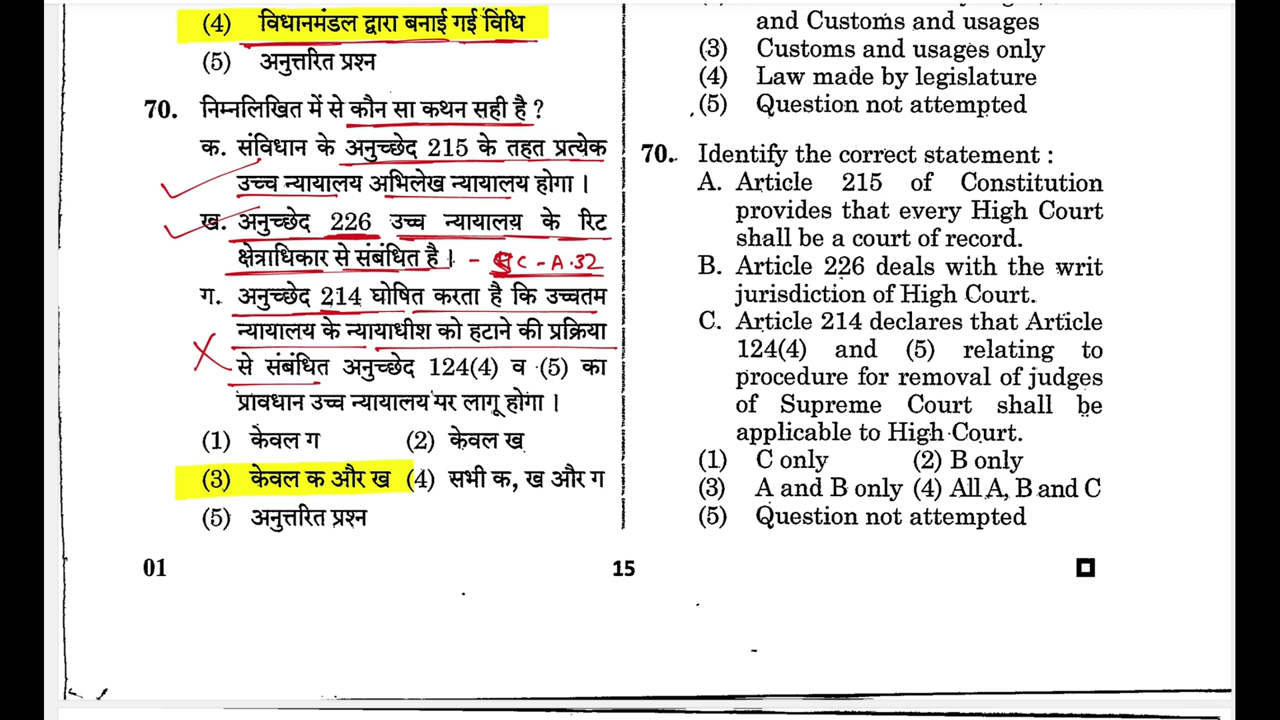 (4) विधानमंडल द्वारा बनाई गई विधि
(5) अनुत्तरित प्रश्न
70. निम्नलिखित में से कौन सा कथन सही है ?
क. संविधान के अनुच्छेद 215 के तहत प्रत्येक
उच्च न्यायालय अभिलेख न्यायालय होगा ।
ख. अनुच्छेद 226 उच्च न्यायालय के रिट
क्षेत्राधिकार से संबंधित है । - SC - A.32
ग. अनुच्छेद 214 घोषित करता है कि उच्चतम
न्यायालय के न्यायाधीश को हटाने की प्रक्रिया
से संबंधित अनुच्छेद 124(4) व (5) का
प्रावधान उच्च न्यायालय पर लागू होगा ।
(1) केवल ग (2) केवल ख
(3) केवल क और ख (4) सभी क, ख और ग
(5) अनुत्तरित प्रश्न
and Customs and usages
(3) Customs and usages only
(4) Law made by legislature
(5) Question not attempted
70. Identify the correct statement :
A. Article 215 of Constitution
provides that every High Court
shall be a court of record.
B. Article 226 deals with the writ
jurisdiction of High Court.
C. Article 214 declares that Article
124(4) and (5) relating to
procedure for removal of judges
of Supreme Court shall be
applicable to High Court.
(1) C only (2) B only
(3) A and B only (4) All A, B and C
(5) Question not attempted
01 15